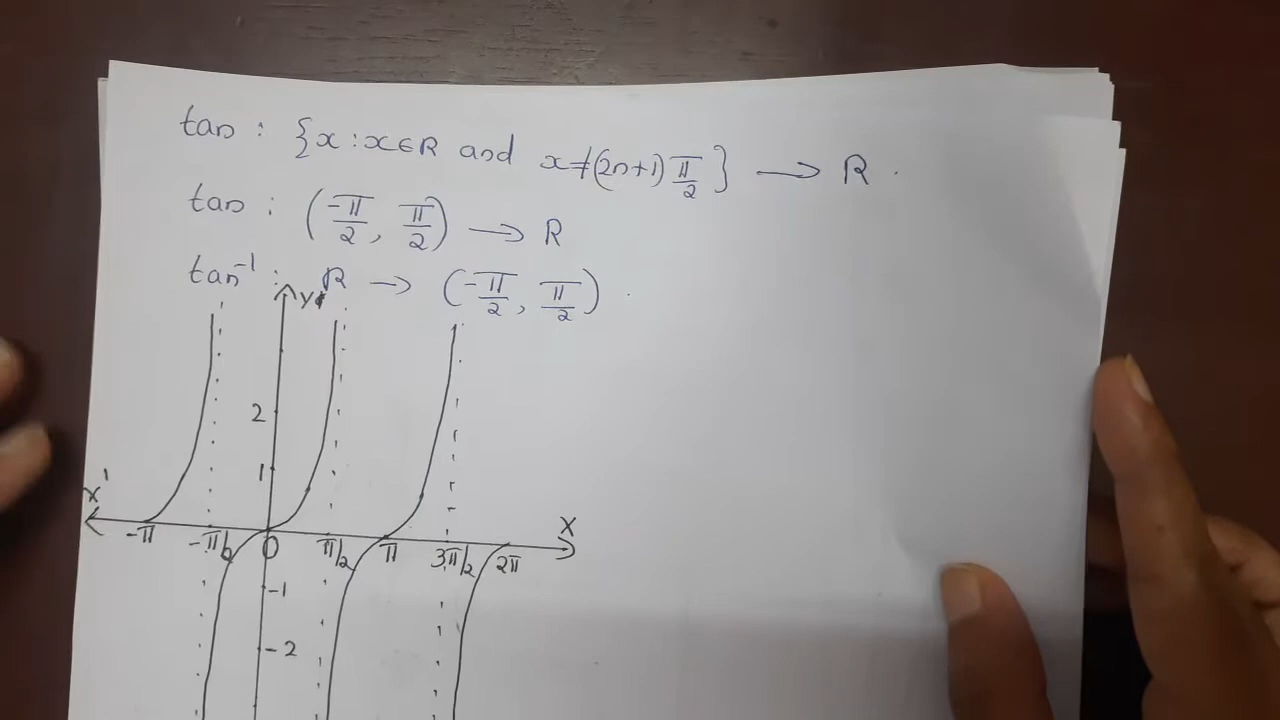 tan : {x : x∈R and x≠(2n+1) π/2} → R.
tan : (-π/2, π/2) → R
tan⁻¹ : R → (-π/2, π/2).
Y
2
1
X'
X
-π
-π/2
0
π/2
π
3π/2
2π
-1
-2